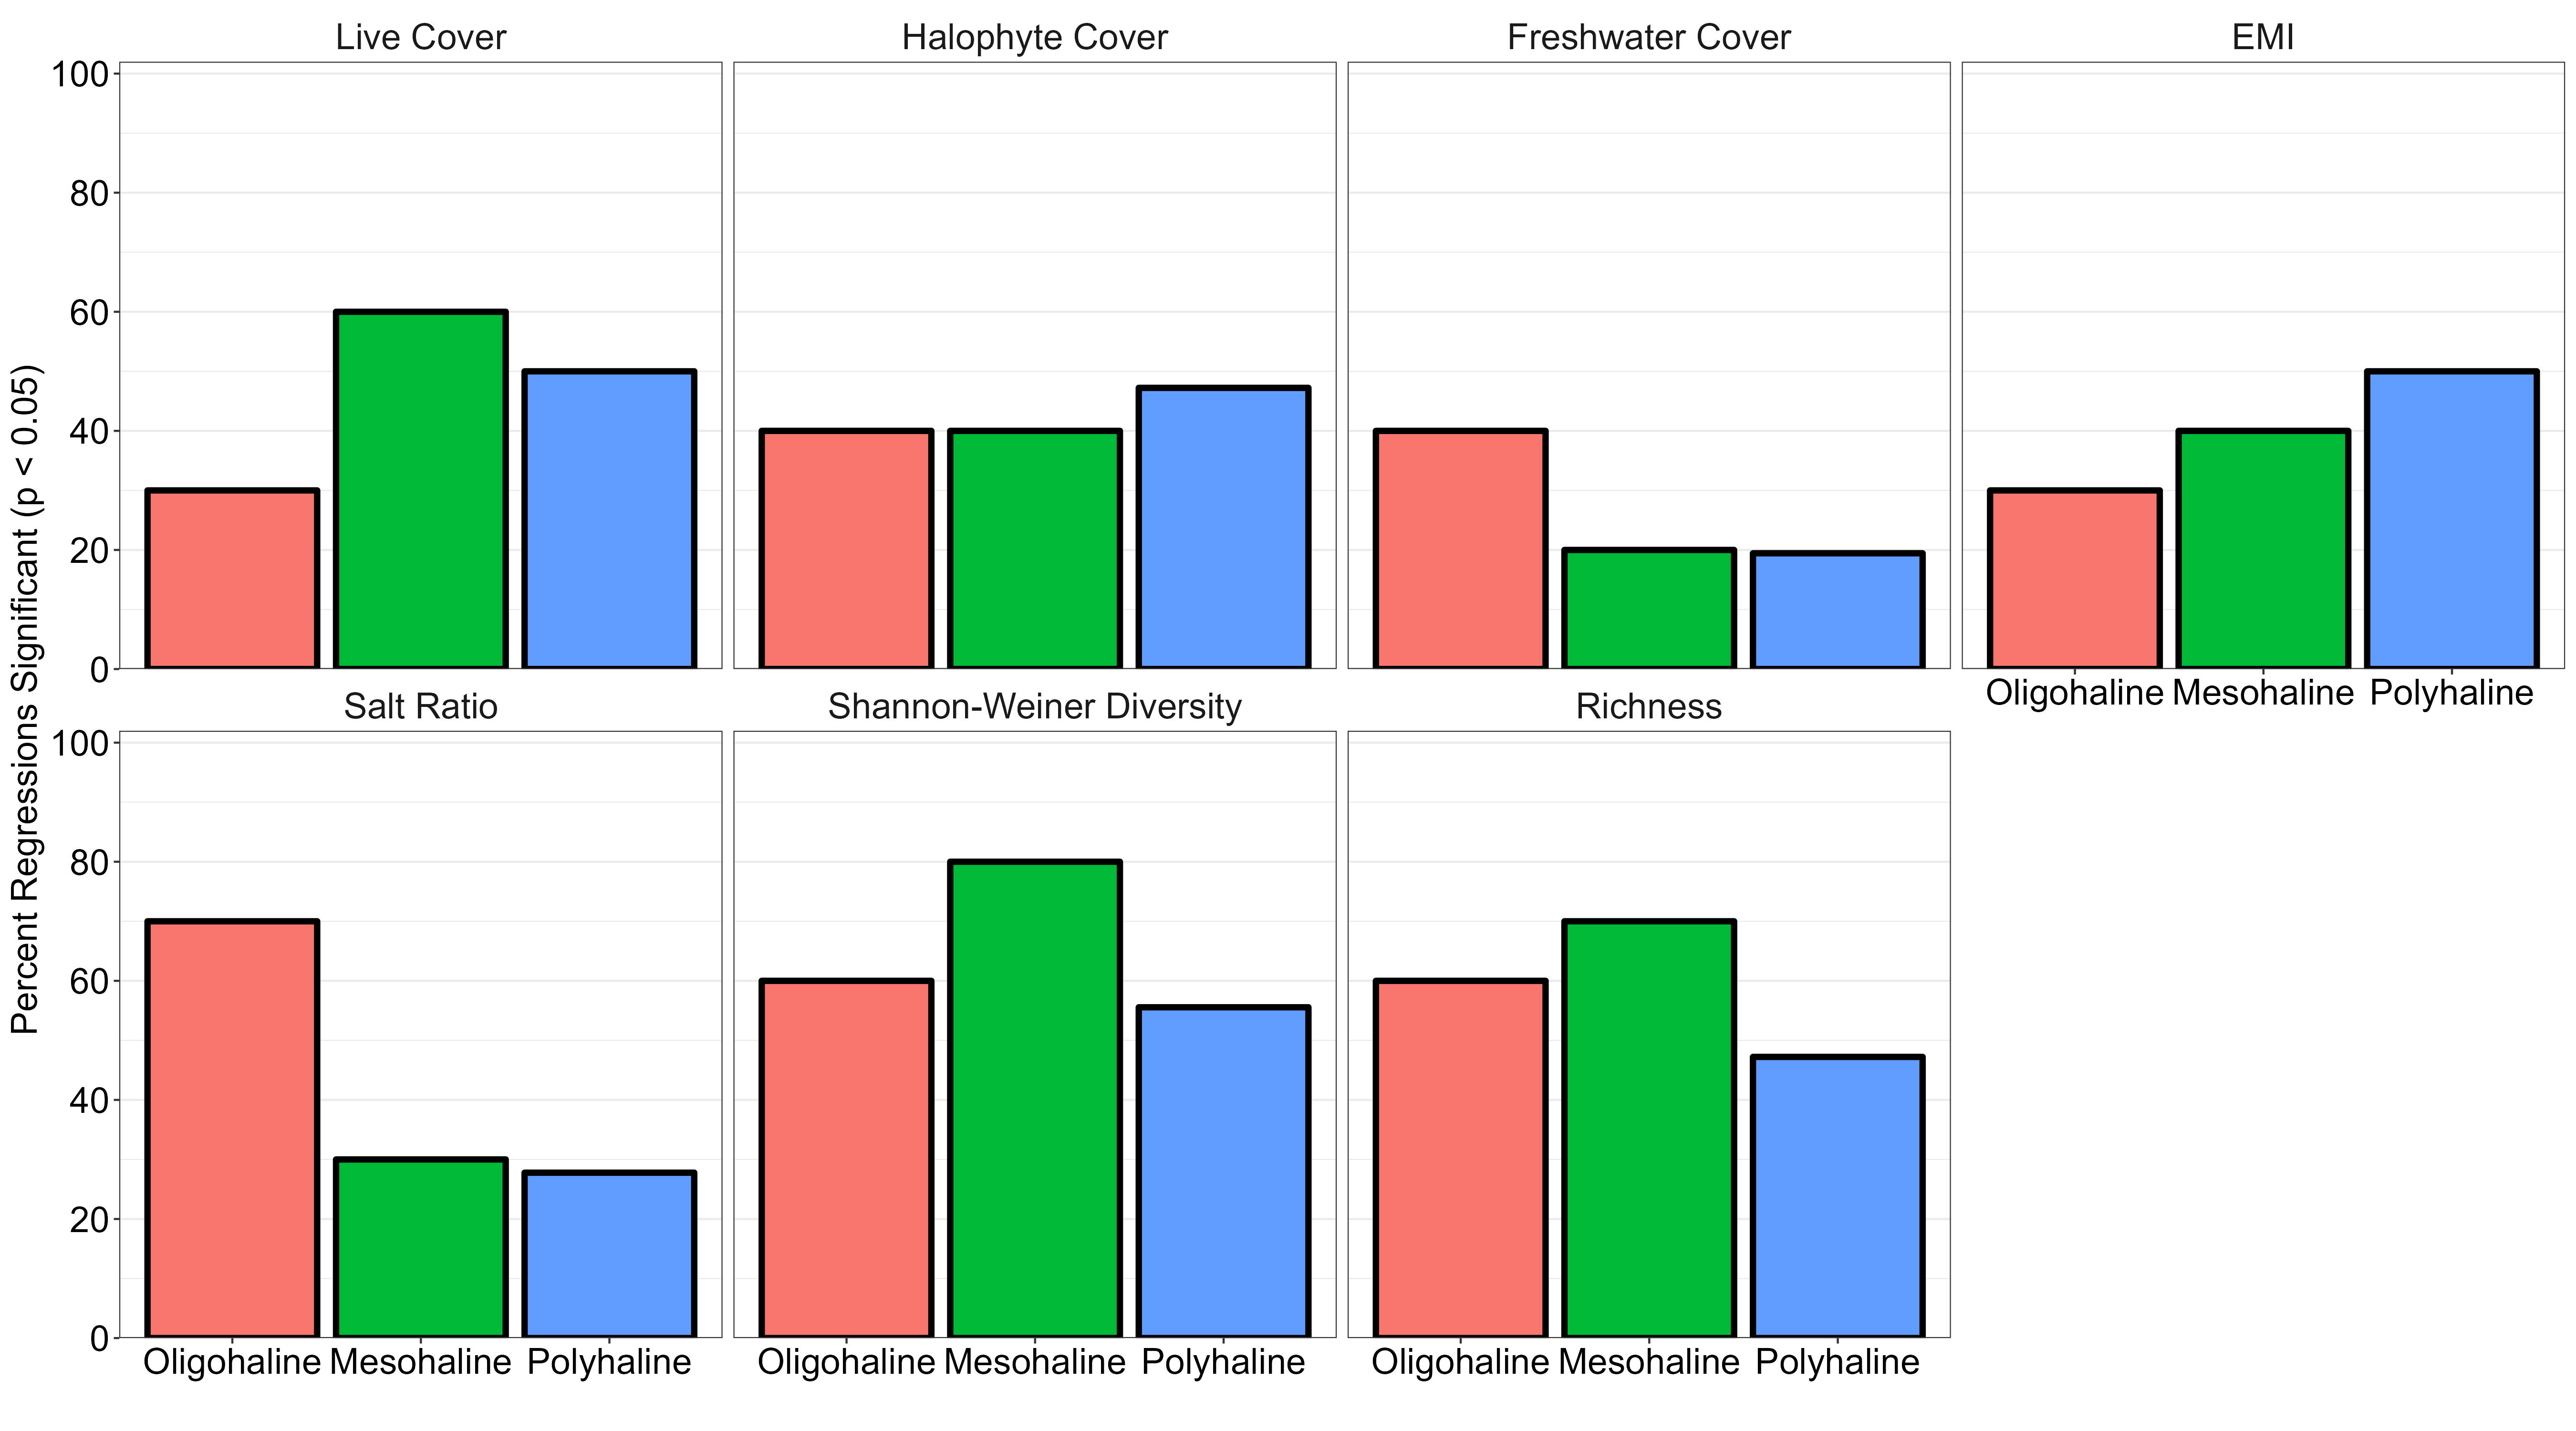 Live Cover
Halophyte Cover
Freshwater Cover
EMI
100
80
60
40
20
0
Oligohaline Mesohaline Polyhaline
Percent Regressions Significant (p < 0.05)
Salt Ratio
Shannon-Weiner Diversity
Richness
100
80
60
40
20
0
Oligohaline Mesohaline Polyhaline
Oligohaline Mesohaline Polyhaline
Oligohaline Mesohaline Polyhaline